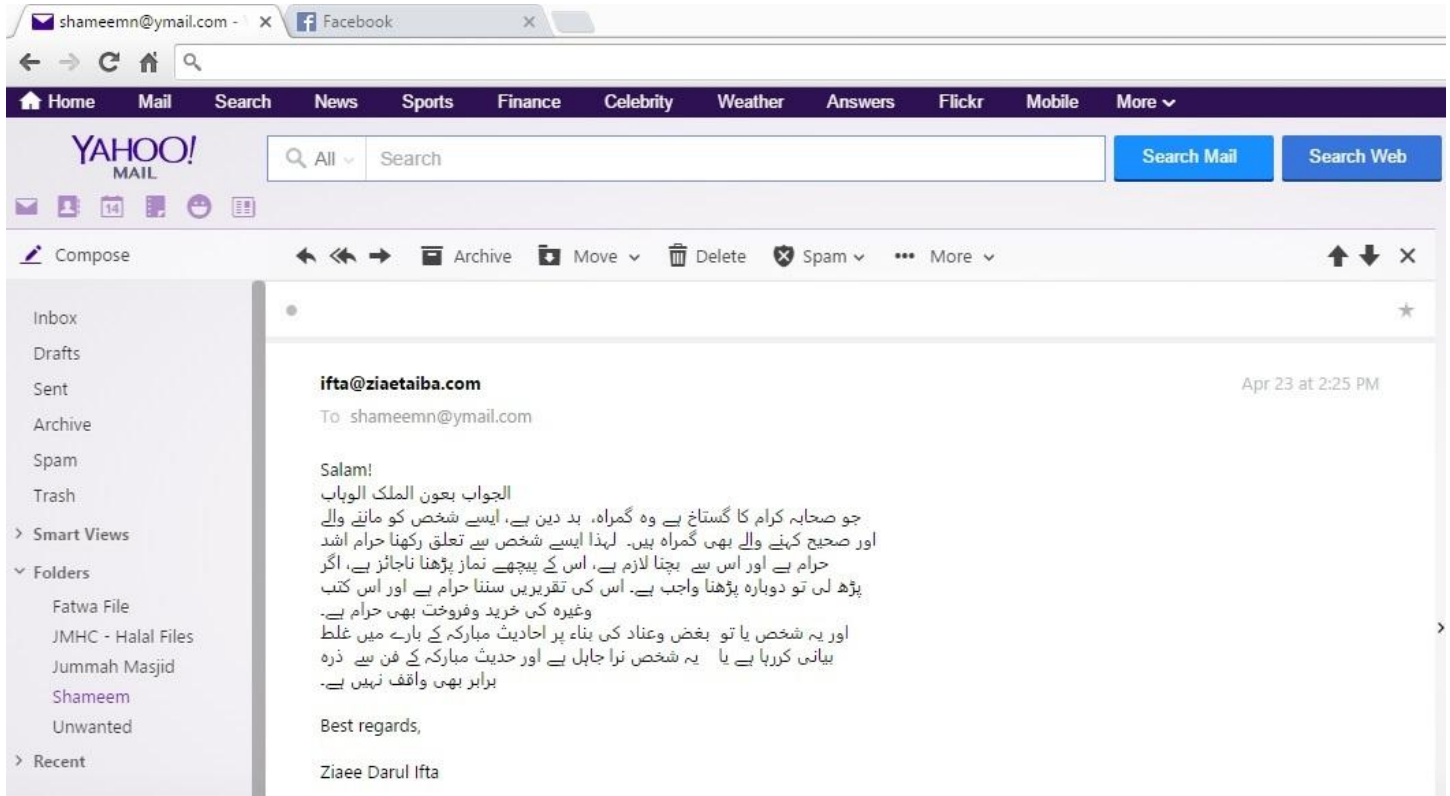 shameemn@ymail.com -
Facebook
Home Mail Search News Sports Finance Celebrity Weather Answers Flickr Mobile More
YAHOO!
MAIL
All Search Search Mail Search Web
14
Compose Archive Move Delete Spam More
Inbox
Drafts
Sent
Archive
Spam
Trash
Smart Views
Folders
Fatwa File
JMHC - Halal Files
Jummah Masjid
Shameem
Unwanted
Recent
ifta@ziaetaiba.com Apr 23 at 2:25 PM
To shameemn@ymail.com
Salam!
الجواب بعون الملک الوہاب
جو صحابہ کرام کا گستاخ ہے وہ گمراہ، بد دین ہے، ایسے شخص کو ماننے والے
اور صحیح کہنے والے بھی گمراہ ہیں۔ لہذا ایسے شخص سے تعلق رکھنا حرام اشد
حرام ہے اور اس سے بچنا لازم ہے، اس کے پیچھے نماز پڑھنا ناجائز ہے، اگر
پڑھ لی تو دوبارہ پڑھنا واجب ہے۔ اس کی تقریریں سننا حرام ہے اور اس کتب
وغیرہ کی خرید وفروخت بھی حرام ہے۔
اور یہ شخص یا تو بغض وعناد کی بناء پر احادیث مبارکہ کے بارے میں غلط
بیانی کررہا ہے یا یہ شخص نرا جاہل ہے اور حدیث مبارکہ کے فن سے ذرہ
برابر بھی واقف نہیں ہے۔
Best regards,
Ziaee Darul Ifta